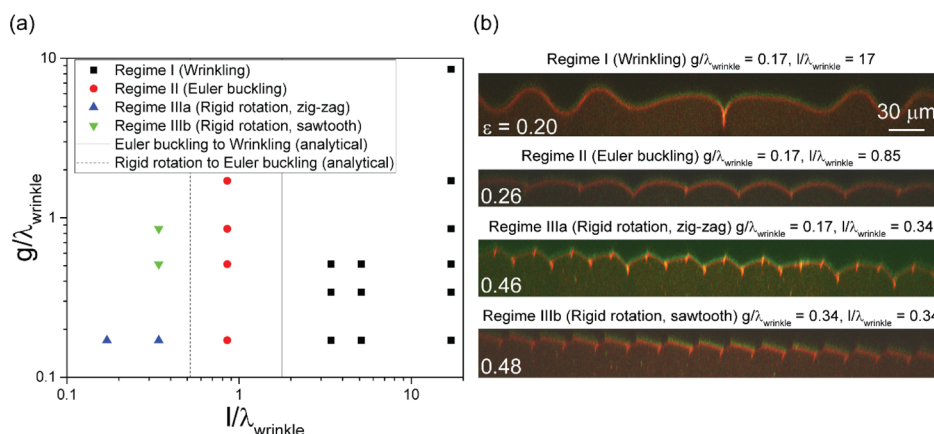 (a)
10
1
0.1
0.1
1
10
g/λwrinkle
l/λwrinkle
Regime I (Wrinkling)
Regime II (Euler buckling)
Regime IIIa (Rigid rotation, zig-zag)
Regime IIIb (Rigid rotation, sawtooth)
Euler buckling to Wrinkling (analytical)
Rigid rotation to Euler buckling (analytical)
(b)
Regime I (Wrinkling) g/λwrinkle = 0.17, l/λwrinkle = 17
30 μm
ε = 0.20
Regime II (Euler buckling) g/λwrinkle = 0.17, l/λwrinkle = 0.85
0.26
Regime IIIa (Rigid rotation, zig-zag) g/λwrinkle = 0.17, l/λwrinkle = 0.34
0.46
Regime IIIb (Rigid rotation, sawtooth) g/λwrinkle = 0.34, l/λwrinkle = 0.34
0.48